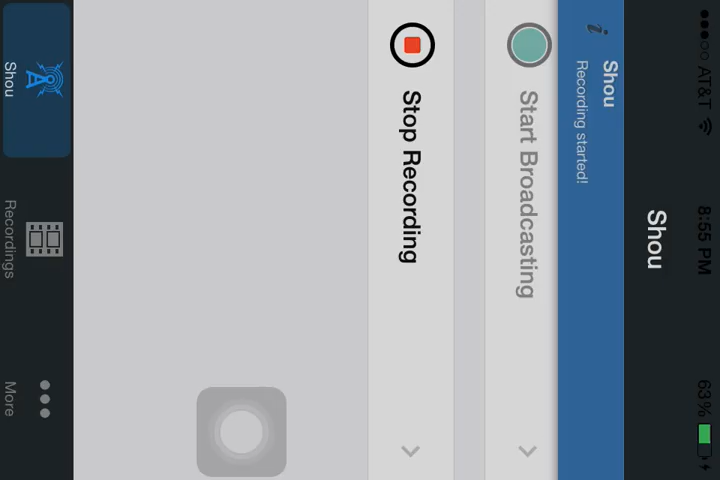 AT&T 8:55 PM 63%
Shou
Shou
Recording started!
Start Broadcasting
Stop Recording
Shou Recordings More